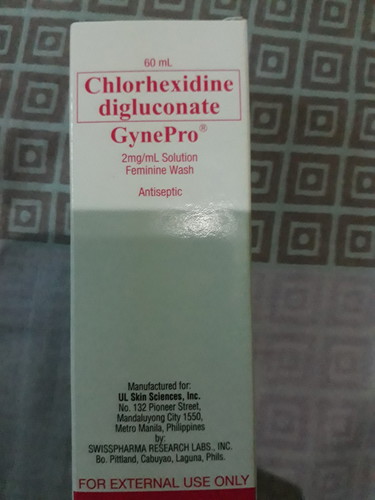 60 mL
Chlorhexidine
digluconate
GynePro®
2mg/mL Solution
Feminine Wash
Antiseptic
Manufactured for:
UL Skin Sciences, Inc.
No. 132 Pioneer Street,
Mandaluyong City 1550,
Metro Manila, Philippines
by:
SWISSPHARMA RESEARCH LABS., INC.
Bo. Pittland, Cabuyao, Laguna, Phils.
FOR EXTERNAL USE ONLY